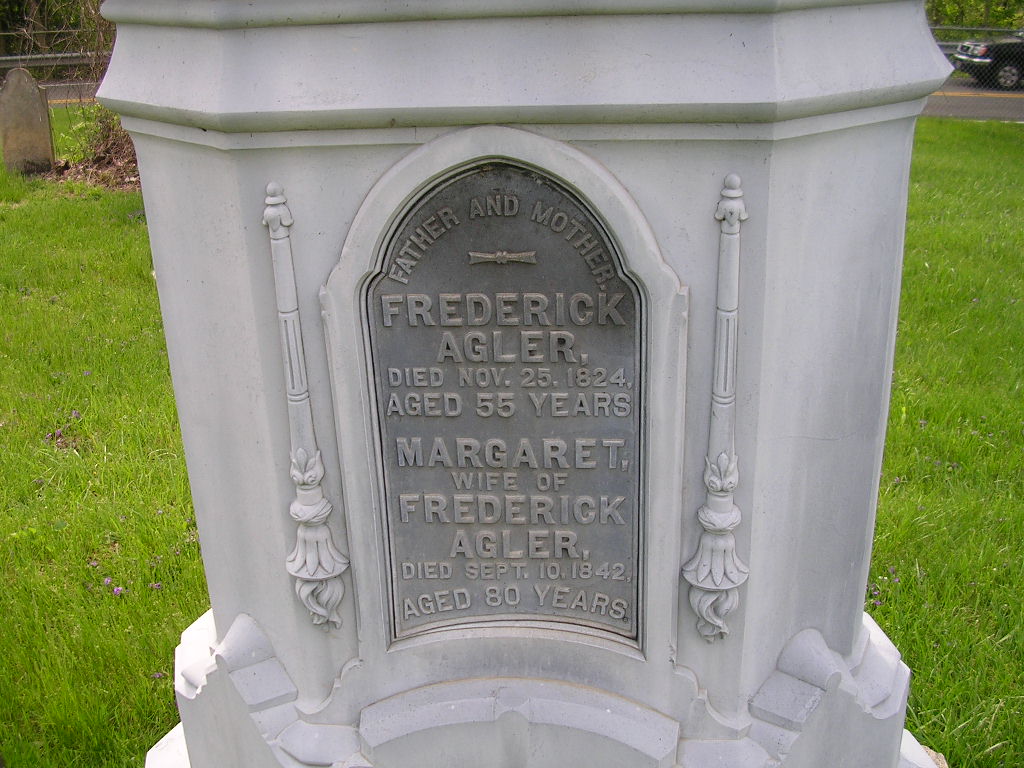 FATHER AND MOTHER.
FREDERICK
AGLER,
DIED NOV. 25. 1824,
AGED 55 YEARS
MARGARET,
WIFE OF
FREDERICK
AGLER,
DIED SEPT. 10. 1842,
AGED 80 YEARS.